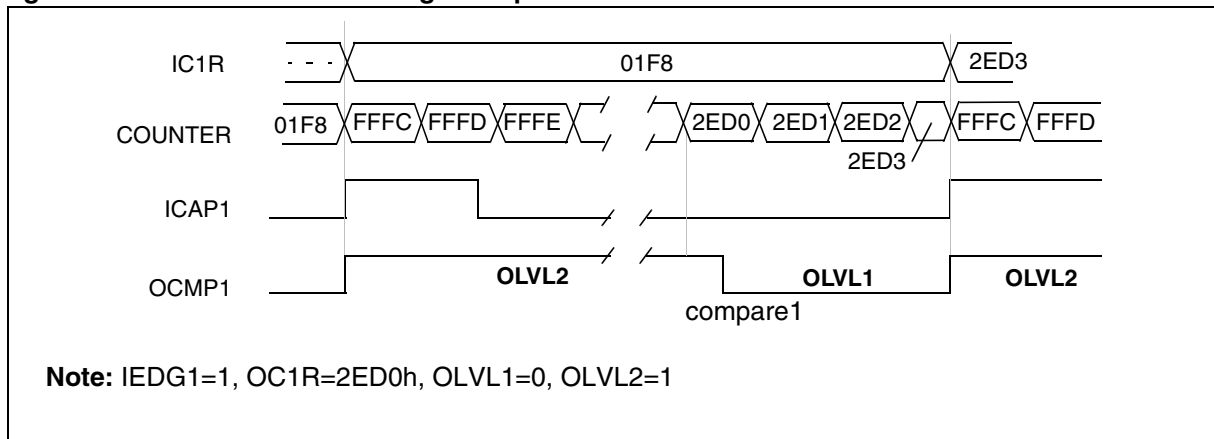 IC1R - - - 01F8 2ED3
COUNTER 01F8 FFFC FFFD FFFE 2ED0 2ED1 2ED2 FFFC FFFD
2ED3
ICAP1
OCMP1 OLVL2 OLVL1 OLVL2
compare1
Note: IEDG1=1, OC1R=2ED0h, OLVL1=0, OLVL2=1